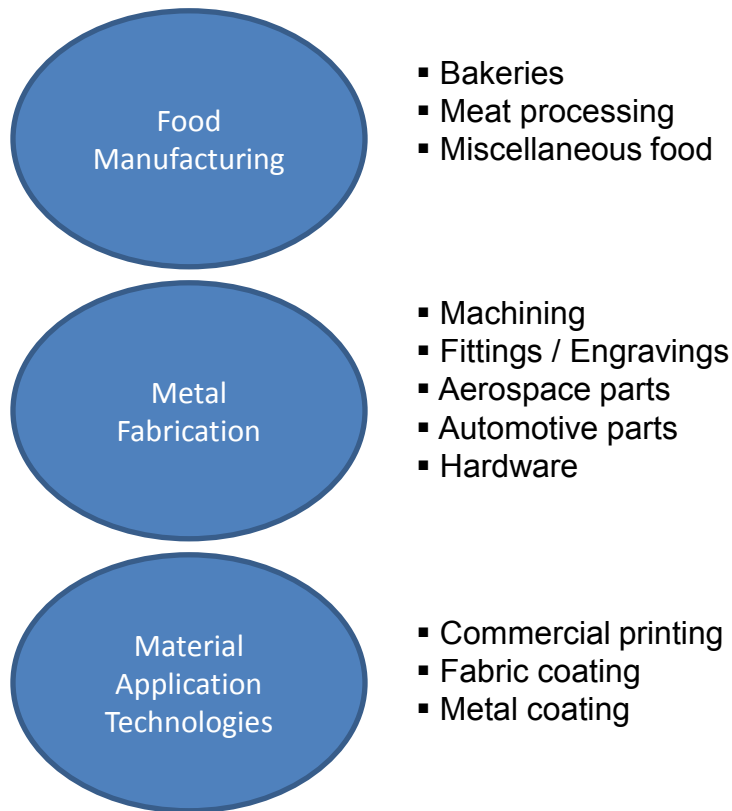 Food
Manufacturing
▪ Bakeries
▪ Meat processing
▪ Miscellaneous food
Metal
Fabrication
▪ Machining
▪ Fittings / Engravings
▪ Aerospace parts
▪ Automotive parts
▪ Hardware
Material
Application
Technologies
▪ Commercial printing
▪ Fabric coating
▪ Metal coating